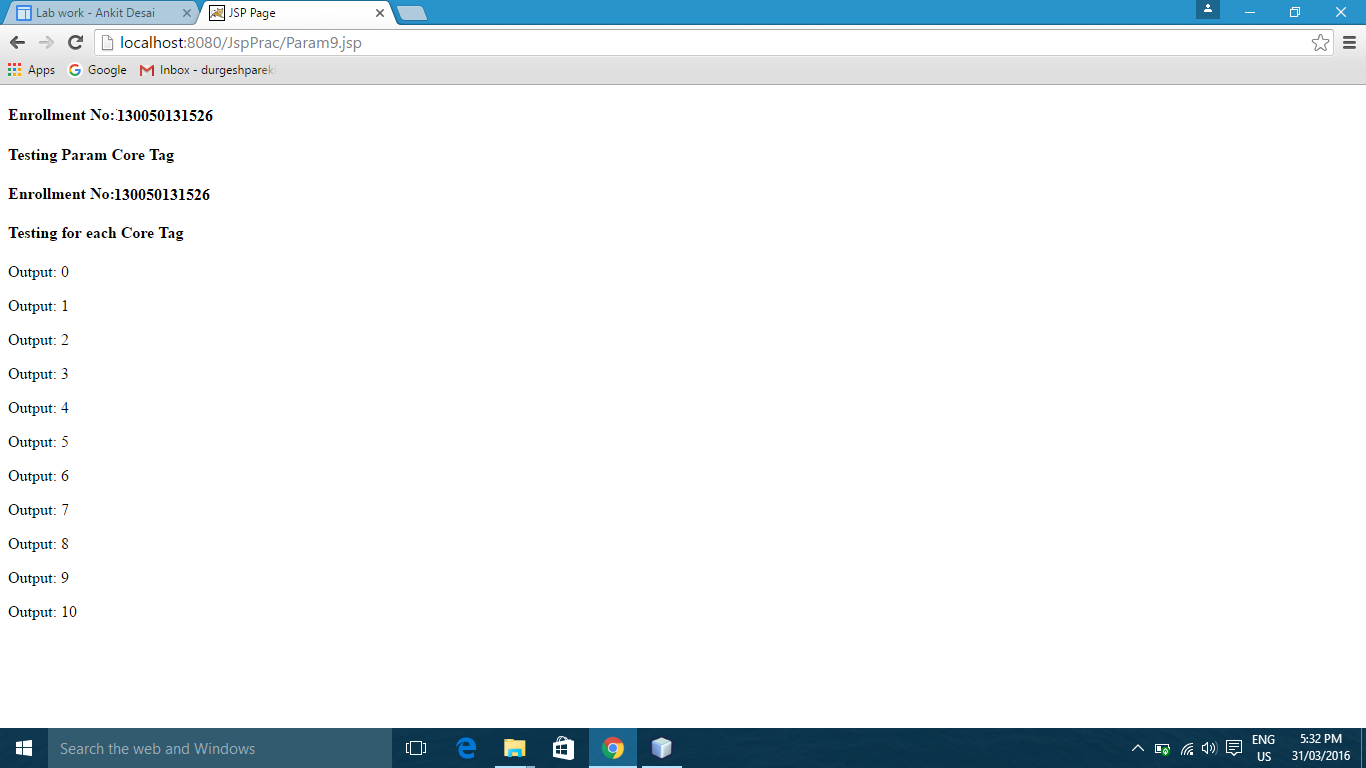 Lab work - Ankit Desai
JSP Page
localhost:8080/JspPrac/Param9.jsp
Apps
Google
Inbox - durgeshparek
Enrollment No::130050131526
Testing Param Core Tag
Enrollment No:130050131526
Testing for each Core Tag
Output: 0
Output: 1
Output: 2
Output: 3
Output: 4
Output: 5
Output: 6
Output: 7
Output: 8
Output: 9
Output: 10
Search the web and Windows
ENG
US
5:32 PM
31/03/2016